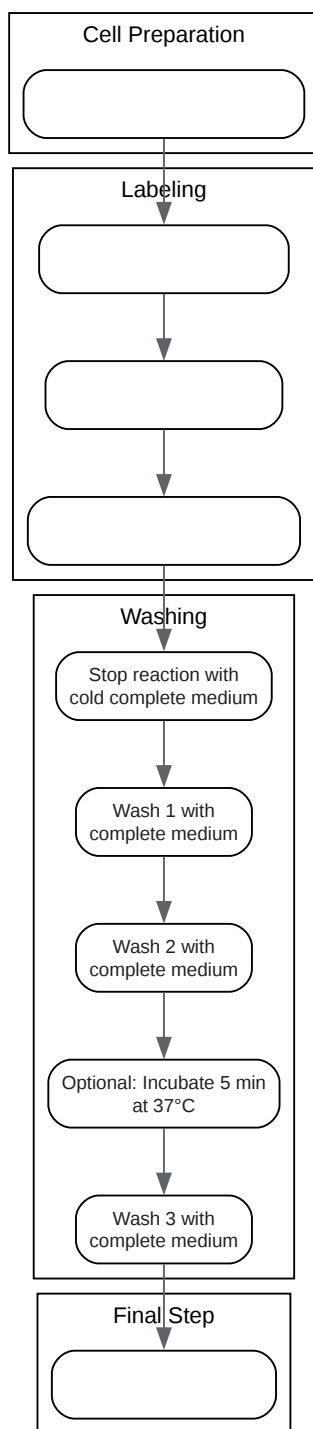 Cell Preparation
Labeling
Washing
Stop reaction with
cold complete medium
Wash 1 with
complete medium
Wash 2 with
complete medium
Optional: Incubate 5 min
at 37°C
Wash 3 with
complete medium
Final Step